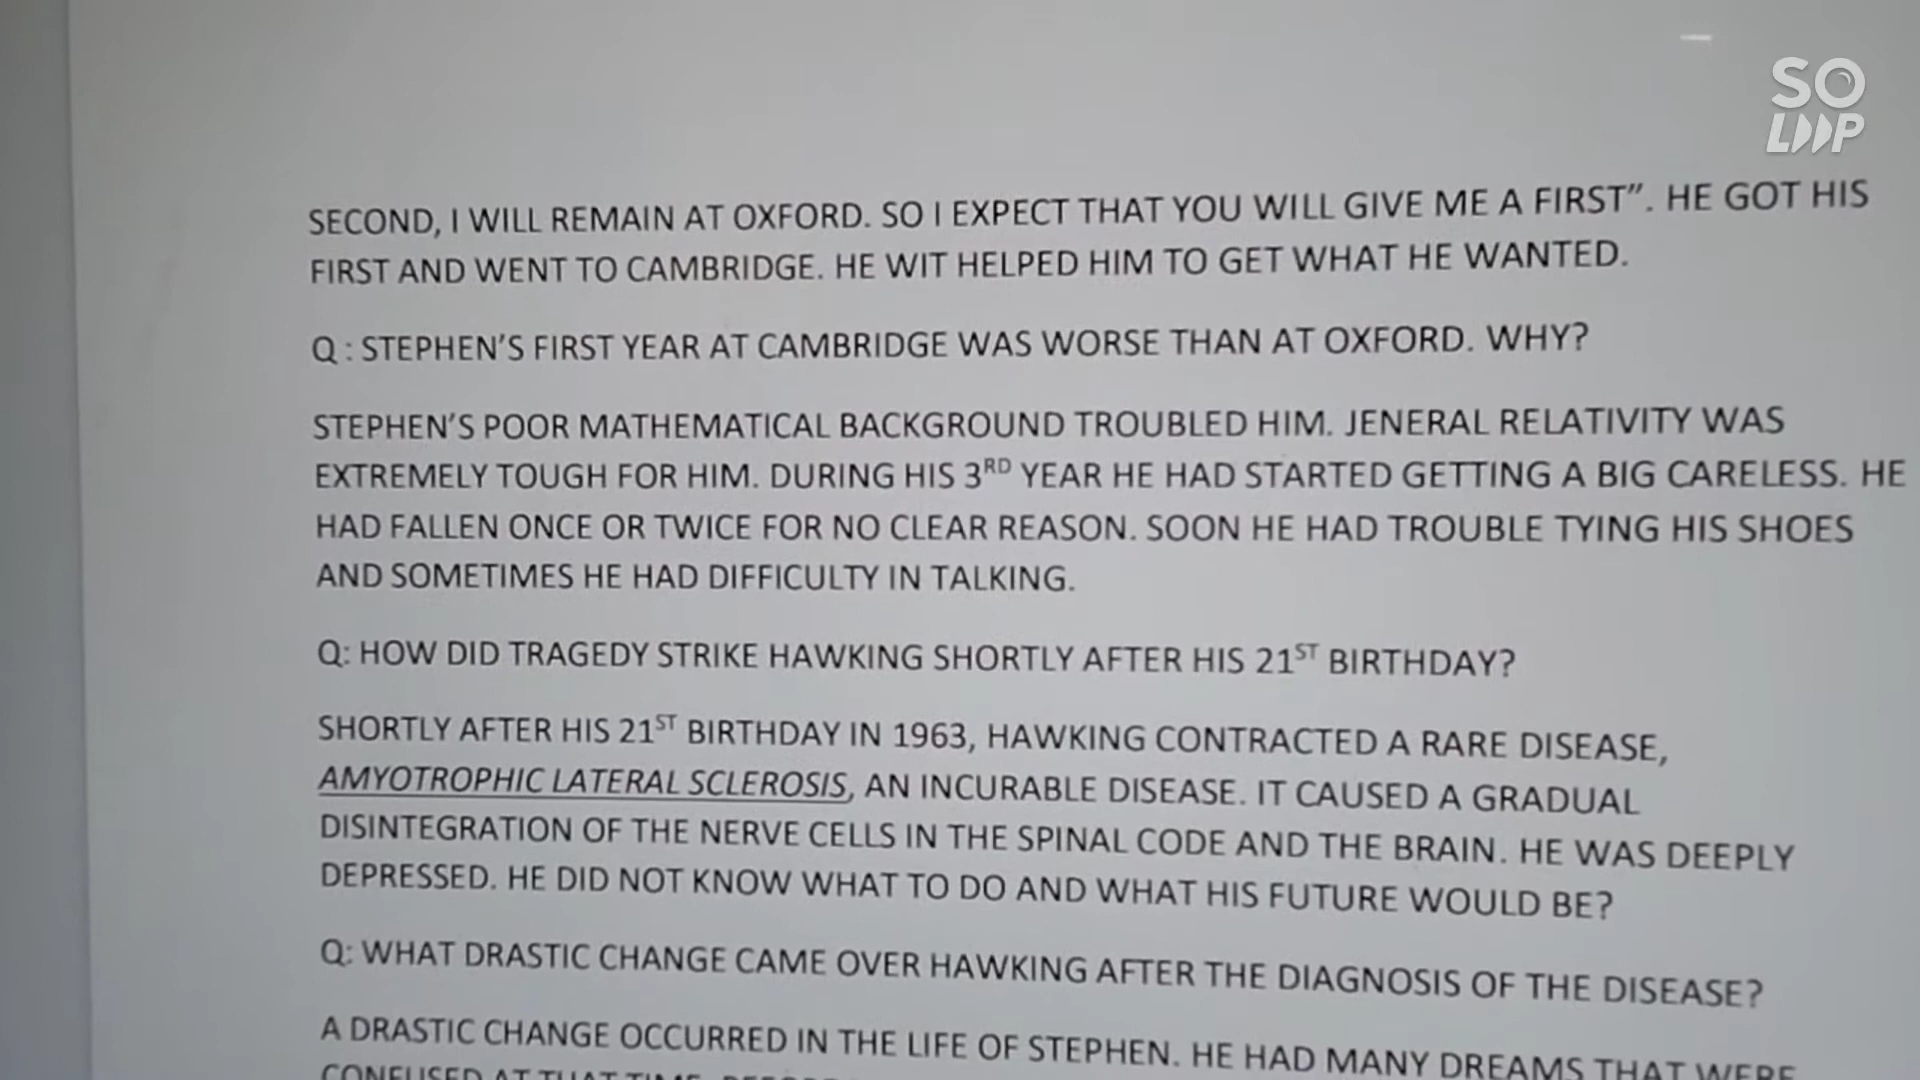 SO
LOOP
SECOND, I WILL REMAIN AT OXFORD. SO I EXPECT THAT YOU WILL GIVE ME A FIRST”. HE GOT HIS
FIRST AND WENT TO CAMBRIDGE. HE WIT HELPED HIM TO GET WHAT HE WANTED.
Q : STEPHEN’S FIRST YEAR AT CAMBRIDGE WAS WORSE THAN AT OXFORD. WHY?
STEPHEN’S POOR MATHEMATICAL BACKGROUND TROUBLED HIM. JENERAL RELATIVITY WAS
EXTREMELY TOUGH FOR HIM. DURING HIS 3RD YEAR HE HAD STARTED GETTING A BIG CARELESS. HE
HAD FALLEN ONCE OR TWICE FOR NO CLEAR REASON. SOON HE HAD TROUBLE TYING HIS SHOES
AND SOMETIMES HE HAD DIFFICULTY IN TALKING.
Q: HOW DID TRAGEDY STRIKE HAWKING SHORTLY AFTER HIS 21ST BIRTHDAY?
SHORTLY AFTER HIS 21ST BIRTHDAY IN 1963, HAWKING CONTRACTED A RARE DISEASE,
AMYOTROPHIC LATERAL SCLEROSIS, AN INCURABLE DISEASE. IT CAUSED A GRADUAL
DISINTEGRATION OF THE NERVE CELLS IN THE SPINAL CODE AND THE BRAIN. HE WAS DEEPLY
DEPRESSED. HE DID NOT KNOW WHAT TO DO AND WHAT HIS FUTURE WOULD BE?
Q: WHAT DRASTIC CHANGE CAME OVER HAWKING AFTER THE DIAGNOSIS OF THE DISEASE?
A DRASTIC CHANGE OCCURRED IN THE LIFE OF STEPHEN. HE HAD MANY DREAMS THAT WERE
CONFUSED AT THAT TIME.